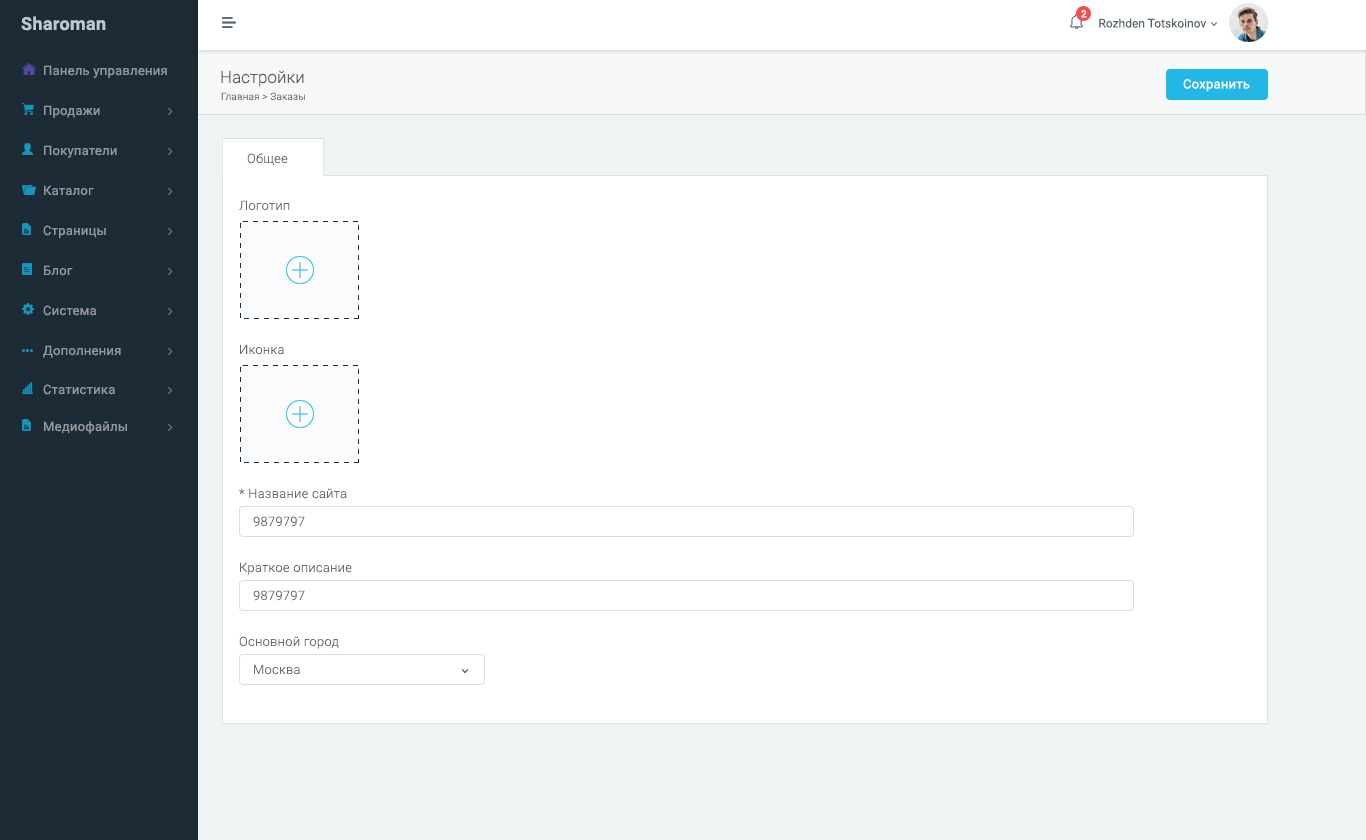 Sharoman
2
Rozhden Totskoinov
Панель управления
Продажи
Покупатели
Каталог
Страницы
Блог
Система
Дополнения
Статистика
Медиофайлы
Настройки
Главная > Заказы
Сохранить
Общее
Логотип
Иконка
* Название сайта
9879797
Краткое описание
9879797
Основной город
Москва